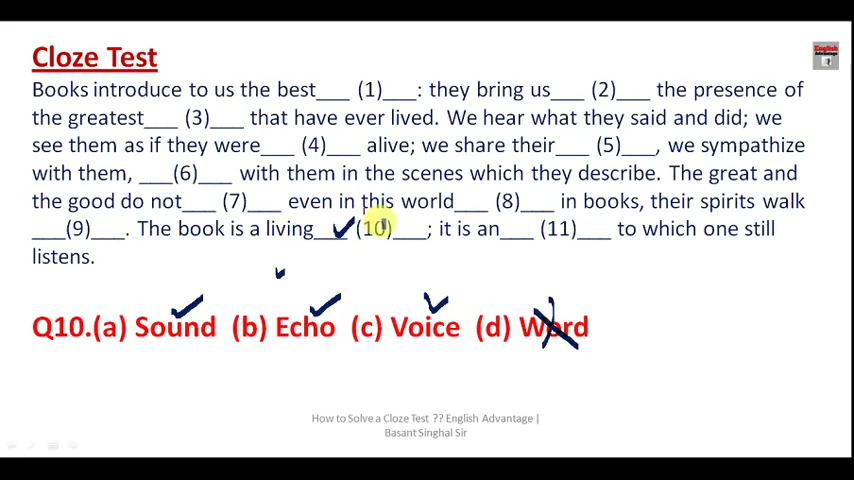 Cloze Test
English
Advantage
Books introduce to us the best___ (1)___: they bring us___ (2)___ the presence of
the greatest___ (3)___ that have ever lived. We hear what they said and did; we
see them as if they were___ (4)___ alive; we share their___ (5)___, we sympathize
with them, ___(6)___ with them in the scenes which they describe. The great and
the good do not___ (7)___ even in this world___ (8)___ in books, their spirits walk
___(9)___. The book is a living___ (10)___; it is an___ (11)___ to which one still
listens.
Q10.(a) Sound (b) Echo (c) Voice (d) Word
How to Solve a Cloze Test ?? English Advantage |
Basant Singhal Sir